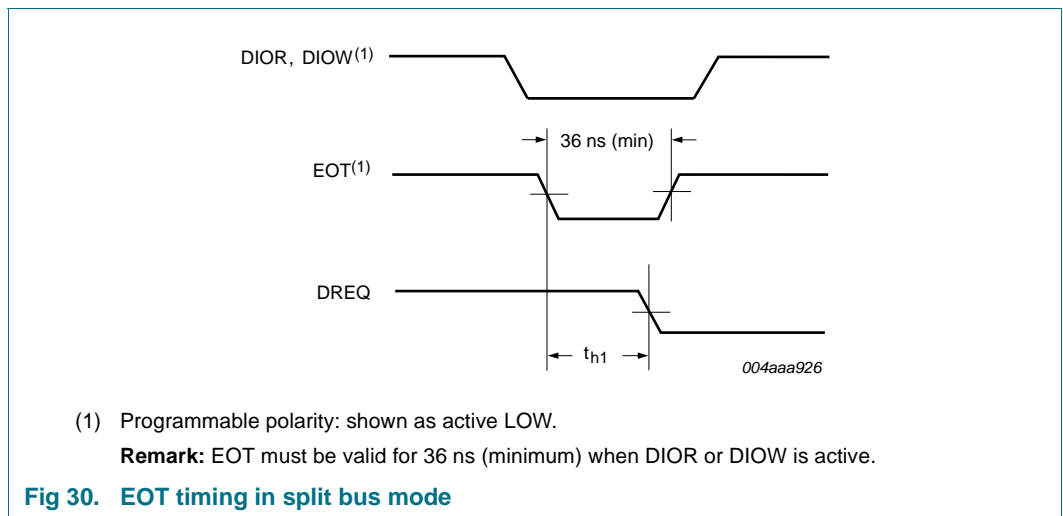 DIOR, DIOW(1)
36 ns (min)
EOT(1)
DREQ
th1
004aaa926
(1) Programmable polarity: shown as active LOW.
Remark: EOT must be valid for 36 ns (minimum) when DIOR or DIOW is active.
Fig 30. EOT timing in split bus mode